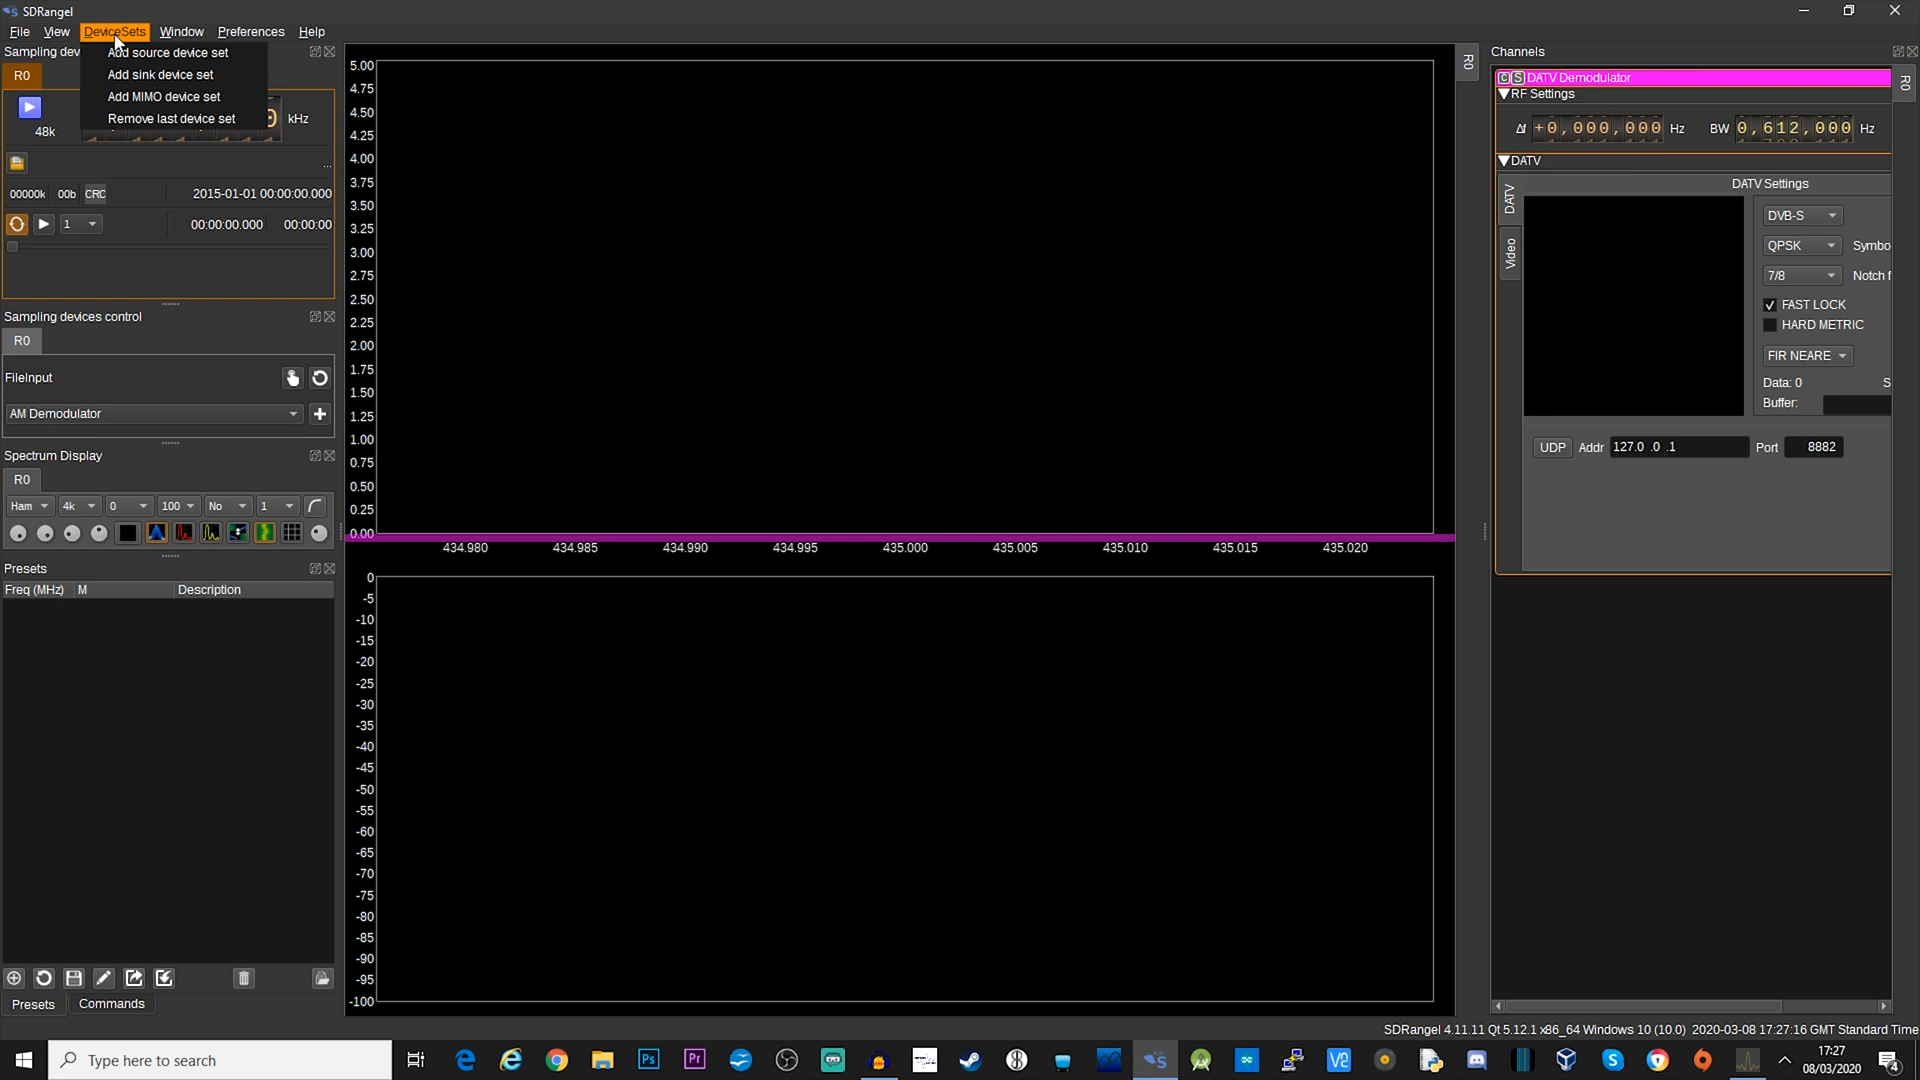 SDRangel
File View DeviceSets Window Preferences Help
Sampling dev
Add source device set
Add sink device set
Add MIMO device set
Remove last device set
R0
48k
0 kHz
...
00000k 00b CRC 2015-01-01 00:00:00.000
1 00:00:00.000 00:00:00
Sampling devices control
R0
FileInput
AM Demodulator
Spectrum Display
R0
Ham 4k 0 100 No 1
Presets
Freq (MHz) M Description
Presets Commands
5.00
4.75
4.50
4.25
4.00
3.75
3.50
3.25
3.00
2.75
2.50
2.25
2.00
1.75
1.50
1.25
1.00
0.75
0.50
0.25
0.00
434.980 434.985 434.990 434.995 435.000 435.005 435.010 435.015 435.020
0
-5
-10
-15
-20
-25
-30
-35
-40
-45
-50
-55
-60
-65
-70
-75
-80
-85
-90
-95
-100
R0
Channels
R0
C S DATV Demodulator
RF Settings
Δf +0,000,000 Hz BW 0,612,000 Hz
DATV
DATV
Video
DATV Settings
DVB-S
QPSK Symbo
7/8 Notch f
FAST LOCK
HARD METRIC
FIR NEARE
Data: 0 S
Buffer:
UDP Addr 127.0 .0 .1 Port 8882
SDRangel 4.11.11 Qt 5.12.1 x86_64 Windows 10 (10.0) 2020-03-08 17:27:16 GMT Standard Time
Type here to search
Ps
Pr
17:27
08/03/2020
4